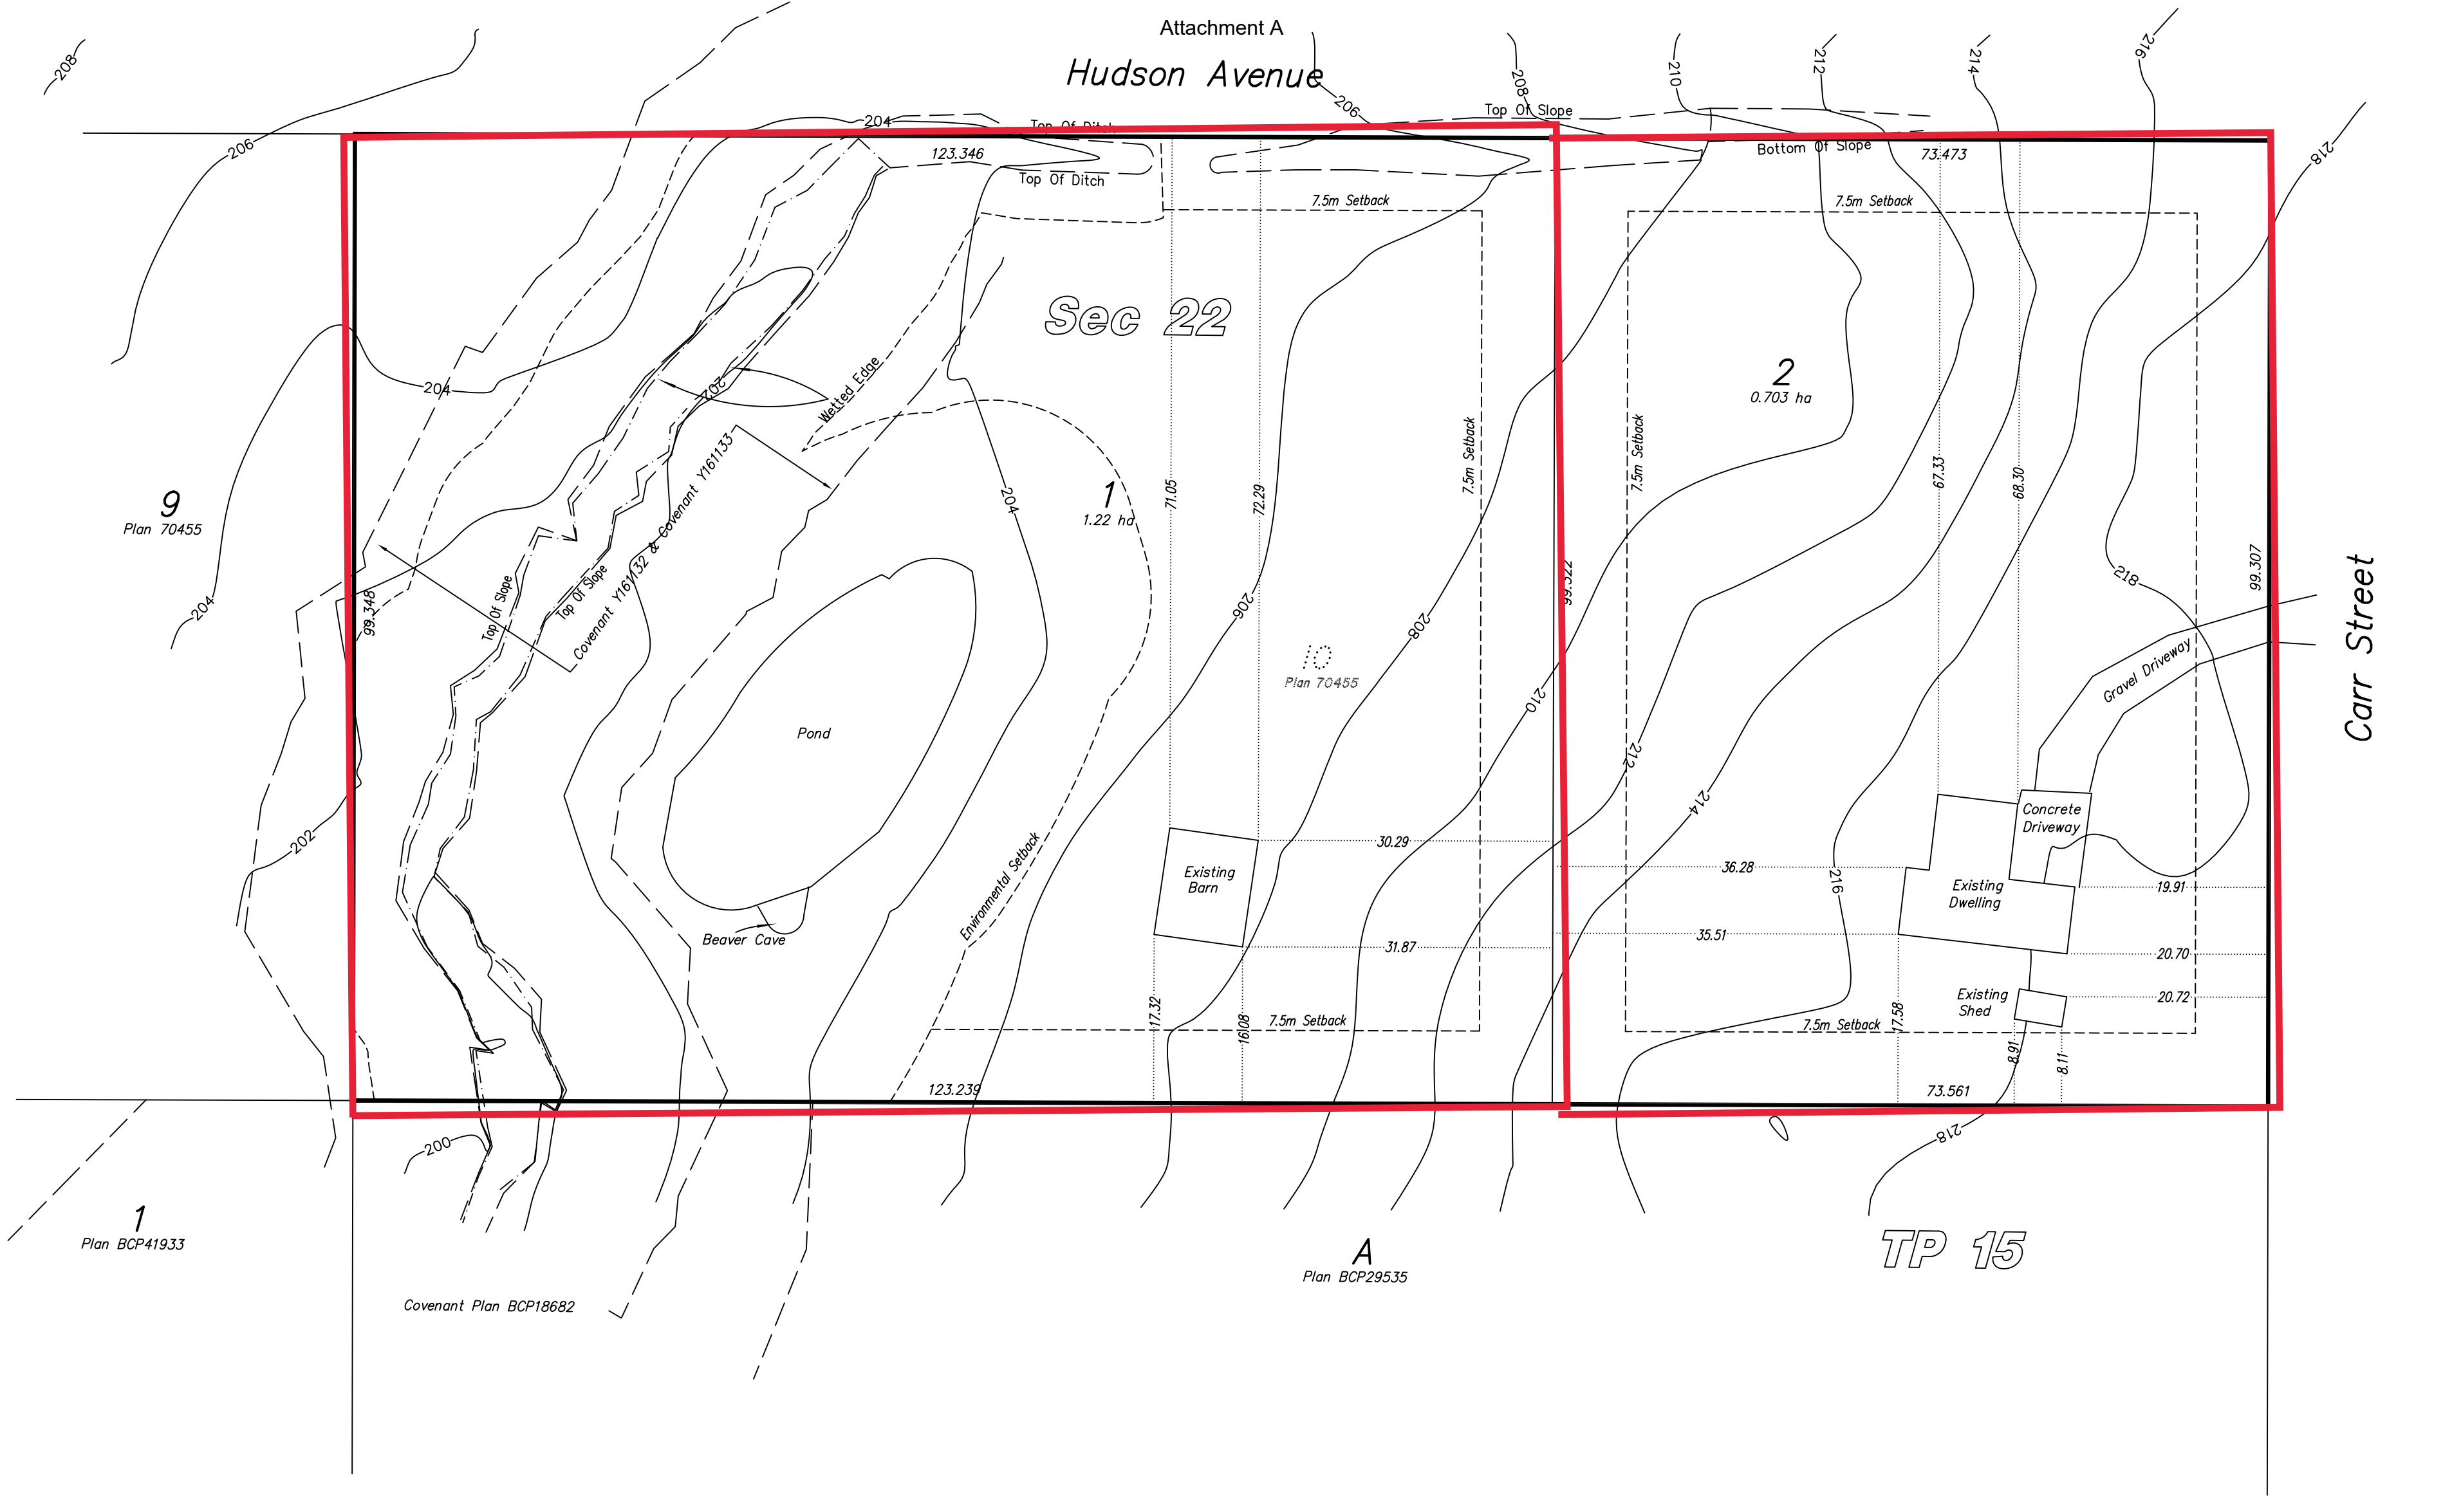 Attachment A
Hudson Avenue
208
206
204
206
208
210
212
214
216
218
Top Of Slope
Top Of Ditch
123.346
Top Of Ditch
Bottom Of Slope
73.473
7.5m Setback
7.5m Setback
Sec 22
204
202
Wetted Edge
2
0.703 ha
7.5m Setback
7.5m Setback
9
Plan 70455
1
1.22 ha
204
71.05
72.29
67.33
68.30
Covenant Y161132 & Covenant Y161133
204
99.348
Top Of Slope
Top Of Slope
206
208
99.322
99.307
218
Carr Street
10
Plan 70455
Gravel Driveway
210
212
214
Pond
202
Beaver Cave
Environmental Setback
Existing
Barn
30.29
31.87
36.28
35.51
216
Concrete
Driveway
Existing
Dwelling
19.91
20.70
20.72
Existing
Shed
17.32
16.08
7.5m Setback
7.5m Setback
17.58
8.91
8.11
123.239
73.561
200
218
1
Plan BCP41933
A
Plan BCP29535
TP 15
Covenant Plan BCP18682